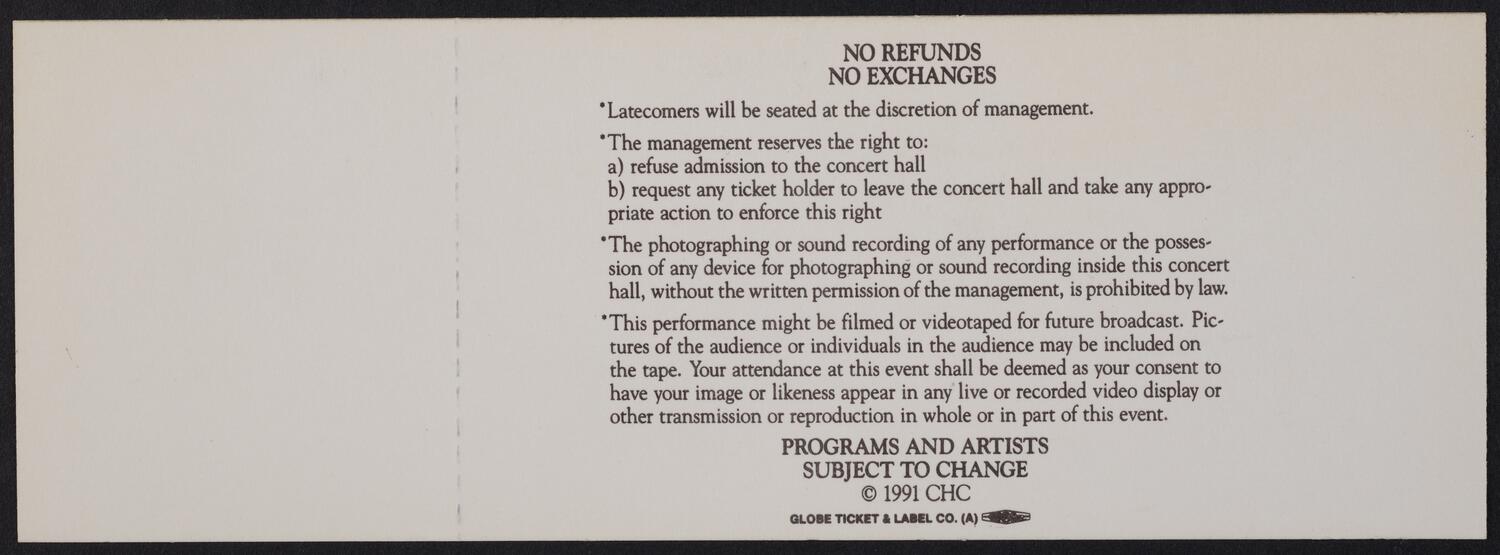 NO REFUNDS
NO EXCHANGES
•Latecomers will be seated at the discretion of management.
•The management reserves the right to:
a) refuse admission to the concert hall
b) request any ticket holder to leave the concert hall and take any appro-
priate action to enforce this right
•The photographing or sound recording of any performance or the posses-
sion of any device for photographing or sound recording inside this concert
hall, without the written permission of the management, is prohibited by law.
•This performance might be filmed or videotaped for future broadcast. Pic-
tures of the audience or individuals in the audience may be included on
the tape. Your attendance at this event shall be deemed as your consent to
have your image or likeness appear in any live or recorded video display or
other transmission or reproduction in whole or in part of this event.
PROGRAMS AND ARTISTS
SUBJECT TO CHANGE
© 1991 CHC
GLOBE TICKET & LABEL CO. (A)